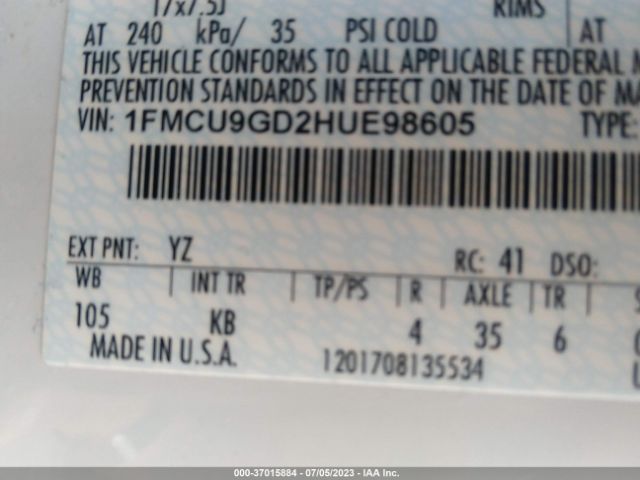 17x7.5J RIMS
AT 240 kPa/ 35 PSI COLD AT
THIS VEHICLE CONFORMS TO ALL APPLICABLE FEDERAL
PREVENTION STANDARDS IN EFFECT ON THE DATE OF MA
VIN: 1FMCU9GD2HUE98605 TYPE:
EXT PNT: YZ RC: 41 DSO:
WB INT TR TP/PS R AXLE TR
105 KB 4 35 6
MADE IN U.S.A. 1201708135534
000-37015884 / 07/05/2023 - IAA Inc.